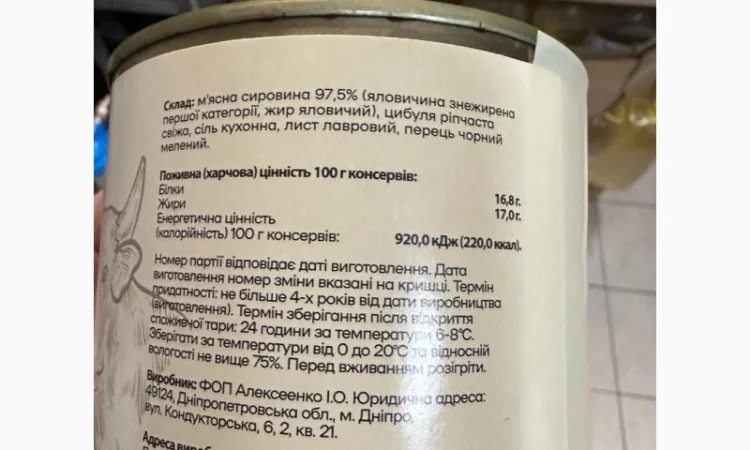 Склад: м'ясна сировина 97,5% (яловичина знежирена
першої категорії, жир яловичий), цибуля ріпчаста
свіжа, сіль кухонна, лист лавровий, перець чорний
мелений.
Поживна (харчова) цінність 100 г консервів:
Білки 16,8 г.
Жири 17,0 г.
Енергетична цінність
(калорійність) 100 г консервів: 920,0 кДж (220,0 ккал).
Номер партії відповідає даті виготовлення. Дата
виготовлення номер зміни вказані на кришці. Термін
придатності: не більше 4-х років від дати виробництва
(виготовлення). Термін зберігання після відкриття
споживчої тари: 24 години за температури 6-8°С.
Зберігати за температури від 0 до 20°С та відносній
вологості не вище 75%. Перед вживанням розігріти.
Виробник: ФОП Алексеенко І.О. Юридична адреса:
49124, Дніпропетровська обл., м. Дніпро,
вул. Кондукторська, 6, 2, кв. 21.
Адреса